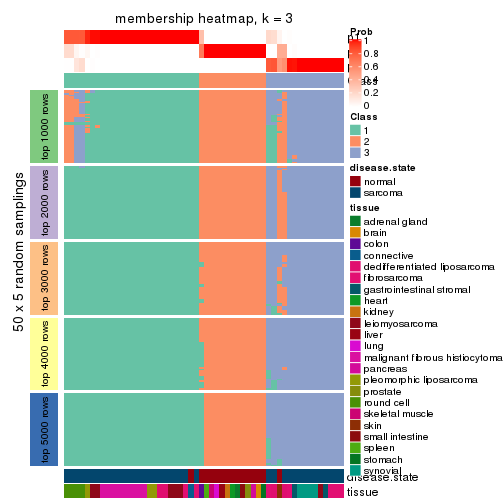 membership heatmap, k = 3
50 x 5 random samplings
top 1000 rows
top 2000 rows
top 3000 rows
top 4000 rows
top 5000 rows
disease.state
tissue
Prob
1
0.8
0.6
0.4
0.2
0
Class
1
2
3
disease.state
normal
sarcoma
tissue
adrenal gland
brain
colon
connective
dedifferentiated liposarcoma
fibrosarcoma
gastrointestinal stromal
heart
kidney
leiomyosarcoma
liver
lung
malignant fibrous histiocytoma
pancreas
pleomorphic liposarcoma
prostate
round cell
skeletal muscle
skin
small intestine
spleen
stomach
synovial